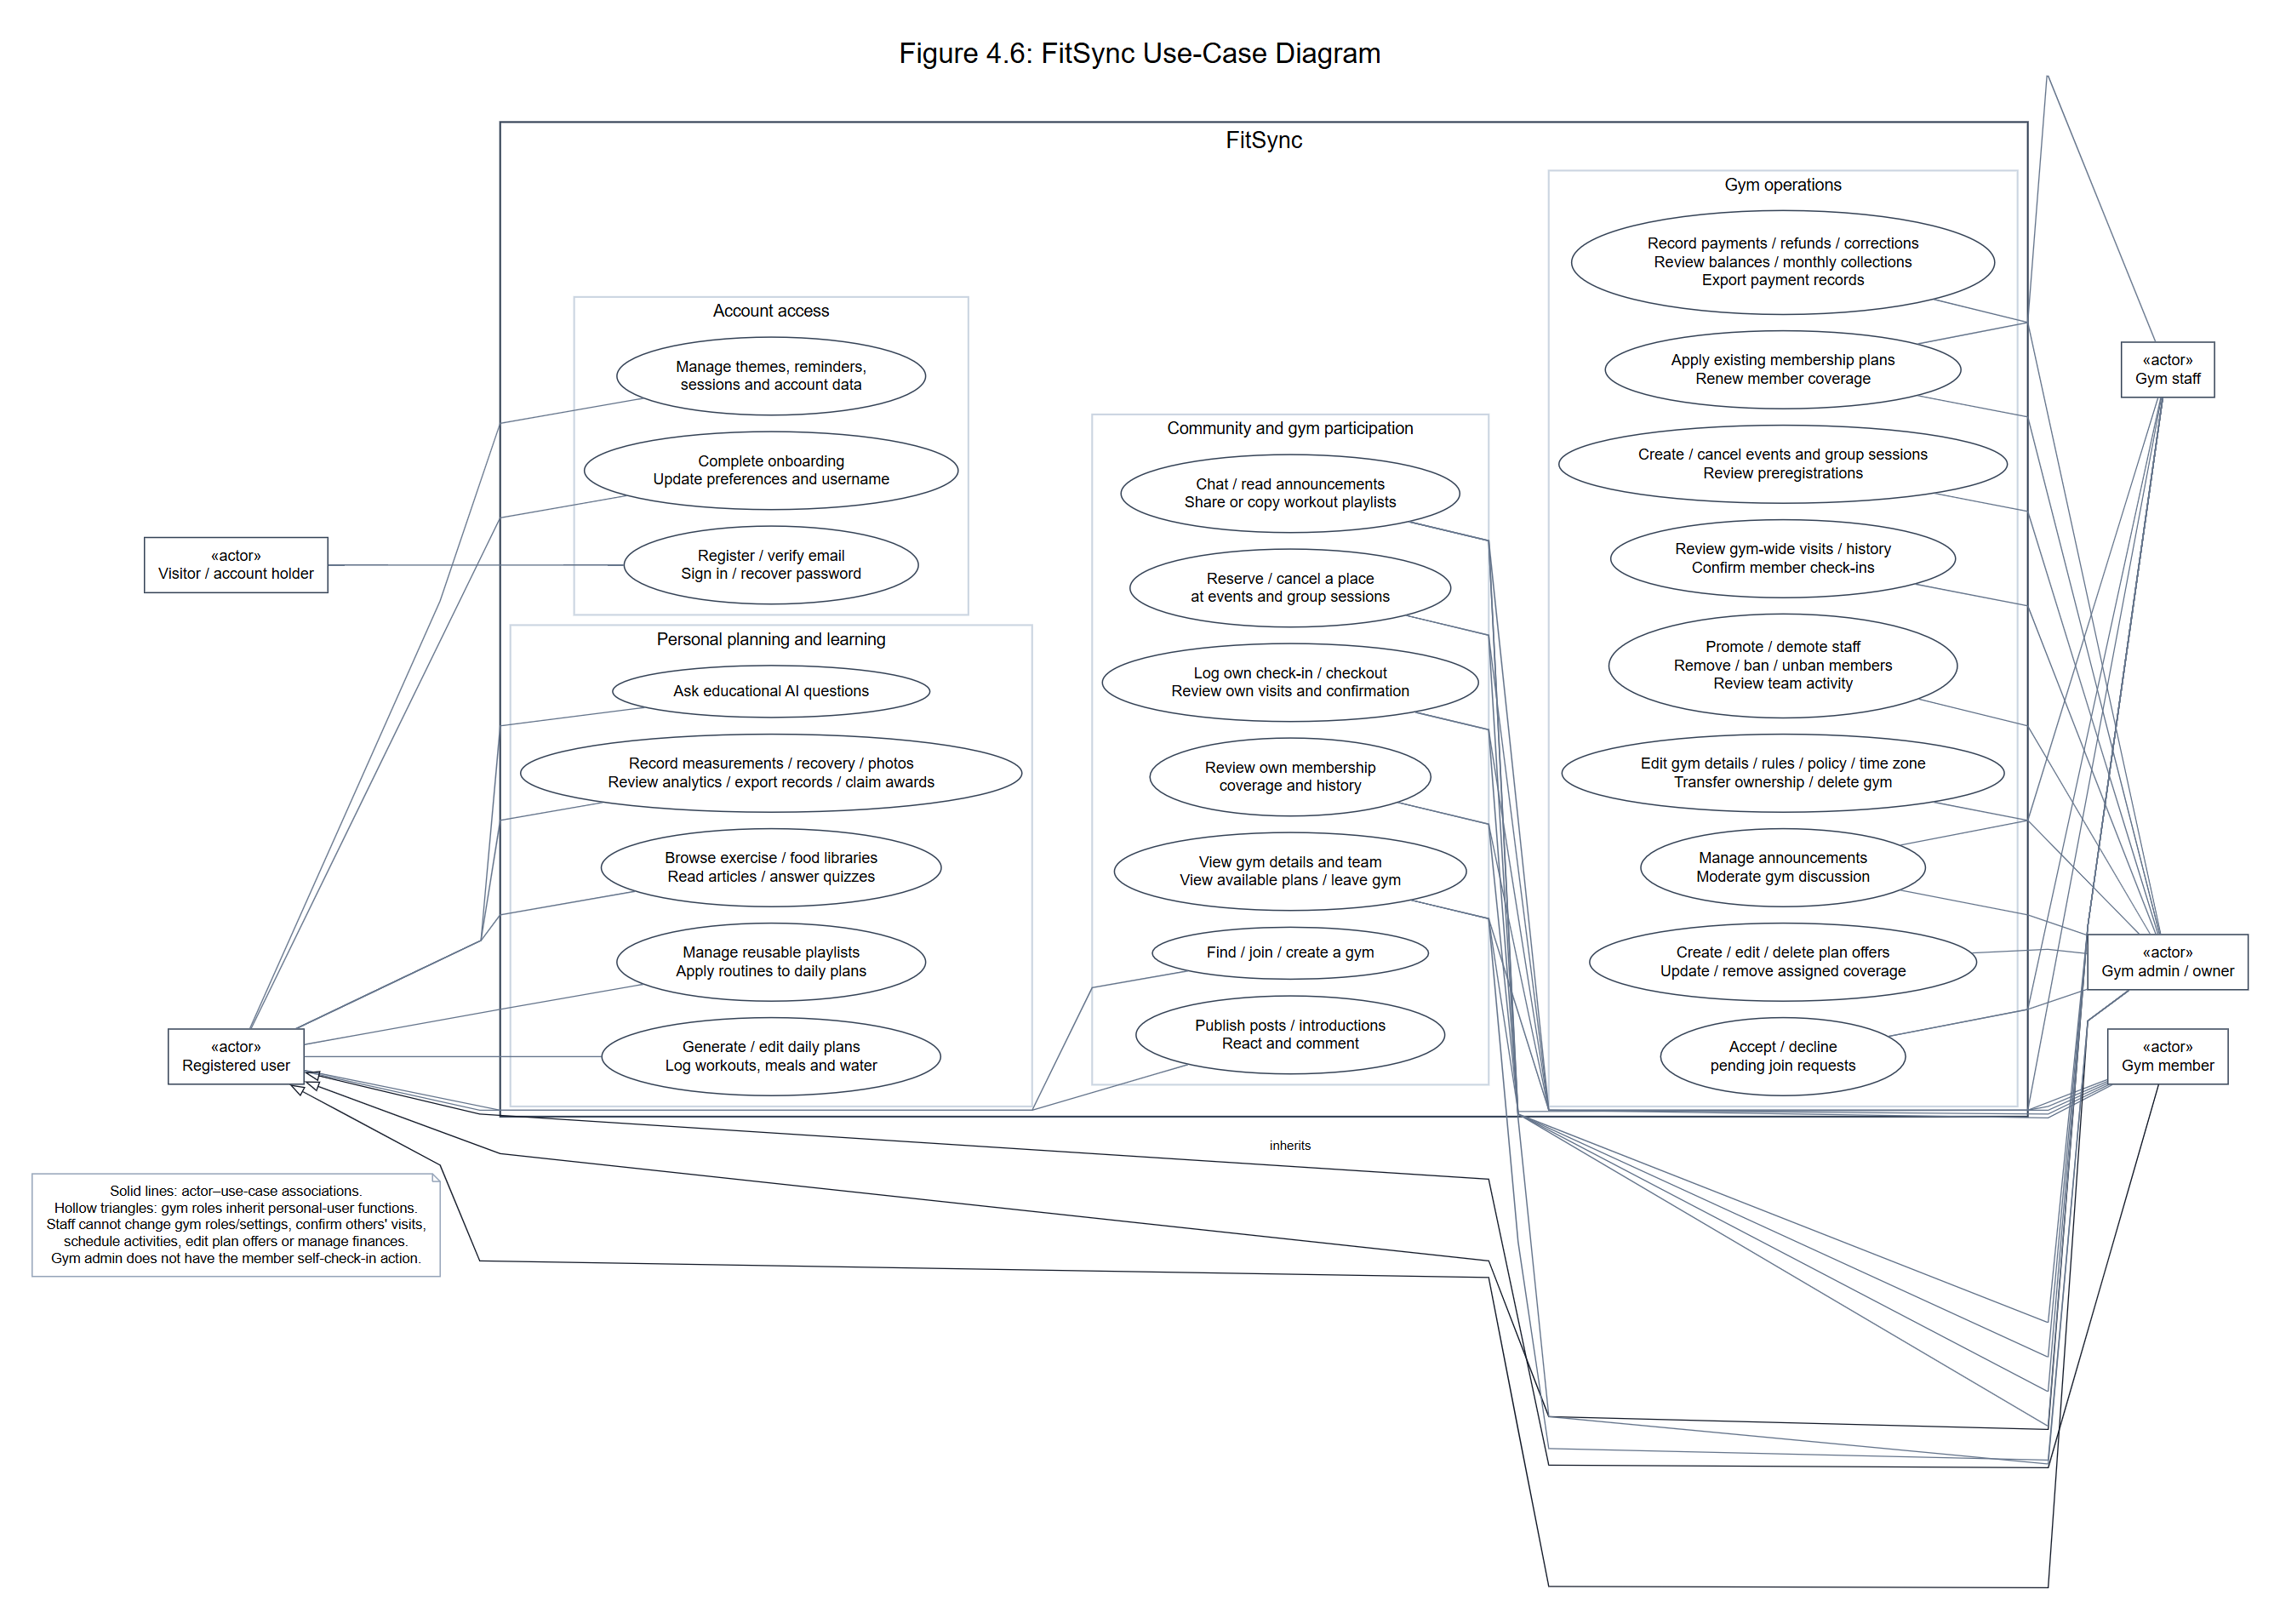 Figure 4.6: FitSync Use-Case Diagram
FitSync
Account access
Manage themes, reminders,
sessions and account data
Complete onboarding
Update preferences and username
Register / verify email
Sign in / recover password
«actor»
Visitor / account holder
Personal planning and learning
Ask educational AI questions
Record measurements / recovery / photos
Review analytics / export records / claim awards
Browse exercise / food libraries
Read articles / answer quizzes
Manage reusable playlists
Apply routines to daily plans
Generate / edit daily plans
Log workouts, meals and water
«actor»
Registered user
Community and gym participation
Chat / read announcements
Share or copy workout playlists
Reserve / cancel a place
at events and group sessions
Log own check-in / checkout
Review own visits and confirmation
Review own membership
coverage and history
View gym details and team
View available plans / leave gym
Find / join / create a gym
Publish posts / introductions
React and comment
Gym operations
Record payments / refunds / corrections
Review balances / monthly collections
Export payment records
Apply existing membership plans
Renew member coverage
Create / cancel events and group sessions
Review preregistrations
Review gym-wide visits / history
Confirm member check-ins
Promote / demote staff
Remove / ban / unban members
Review team activity
Edit gym details / rules / policy / time zone
Transfer ownership / delete gym
Manage announcements
Moderate gym discussion
Create / edit / delete plan offers
Update / remove assigned coverage
Accept / decline
pending join requests
«actor»
Gym staff
«actor»
Gym admin / owner
«actor»
Gym member
inherits
Solid lines: actor–use-case associations.
Hollow triangles: gym roles inherit personal-user functions.
Staff cannot change gym roles/settings, confirm others' visits,
schedule activities, edit plan offers or manage finances.
Gym admin does not have the member self-check-in action.